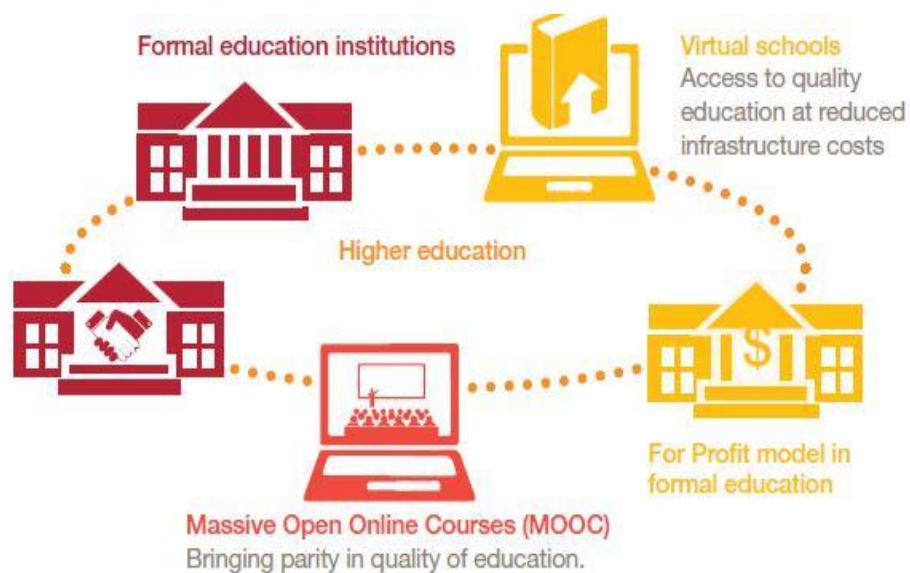 Formal education institutions
Virtual schools
Access to quality
education at reduced
infrastructure costs
Higher education
$
For Profit model in
formal education
Massive Open Online Courses (MOOC)
Bringing parity in quality of education.